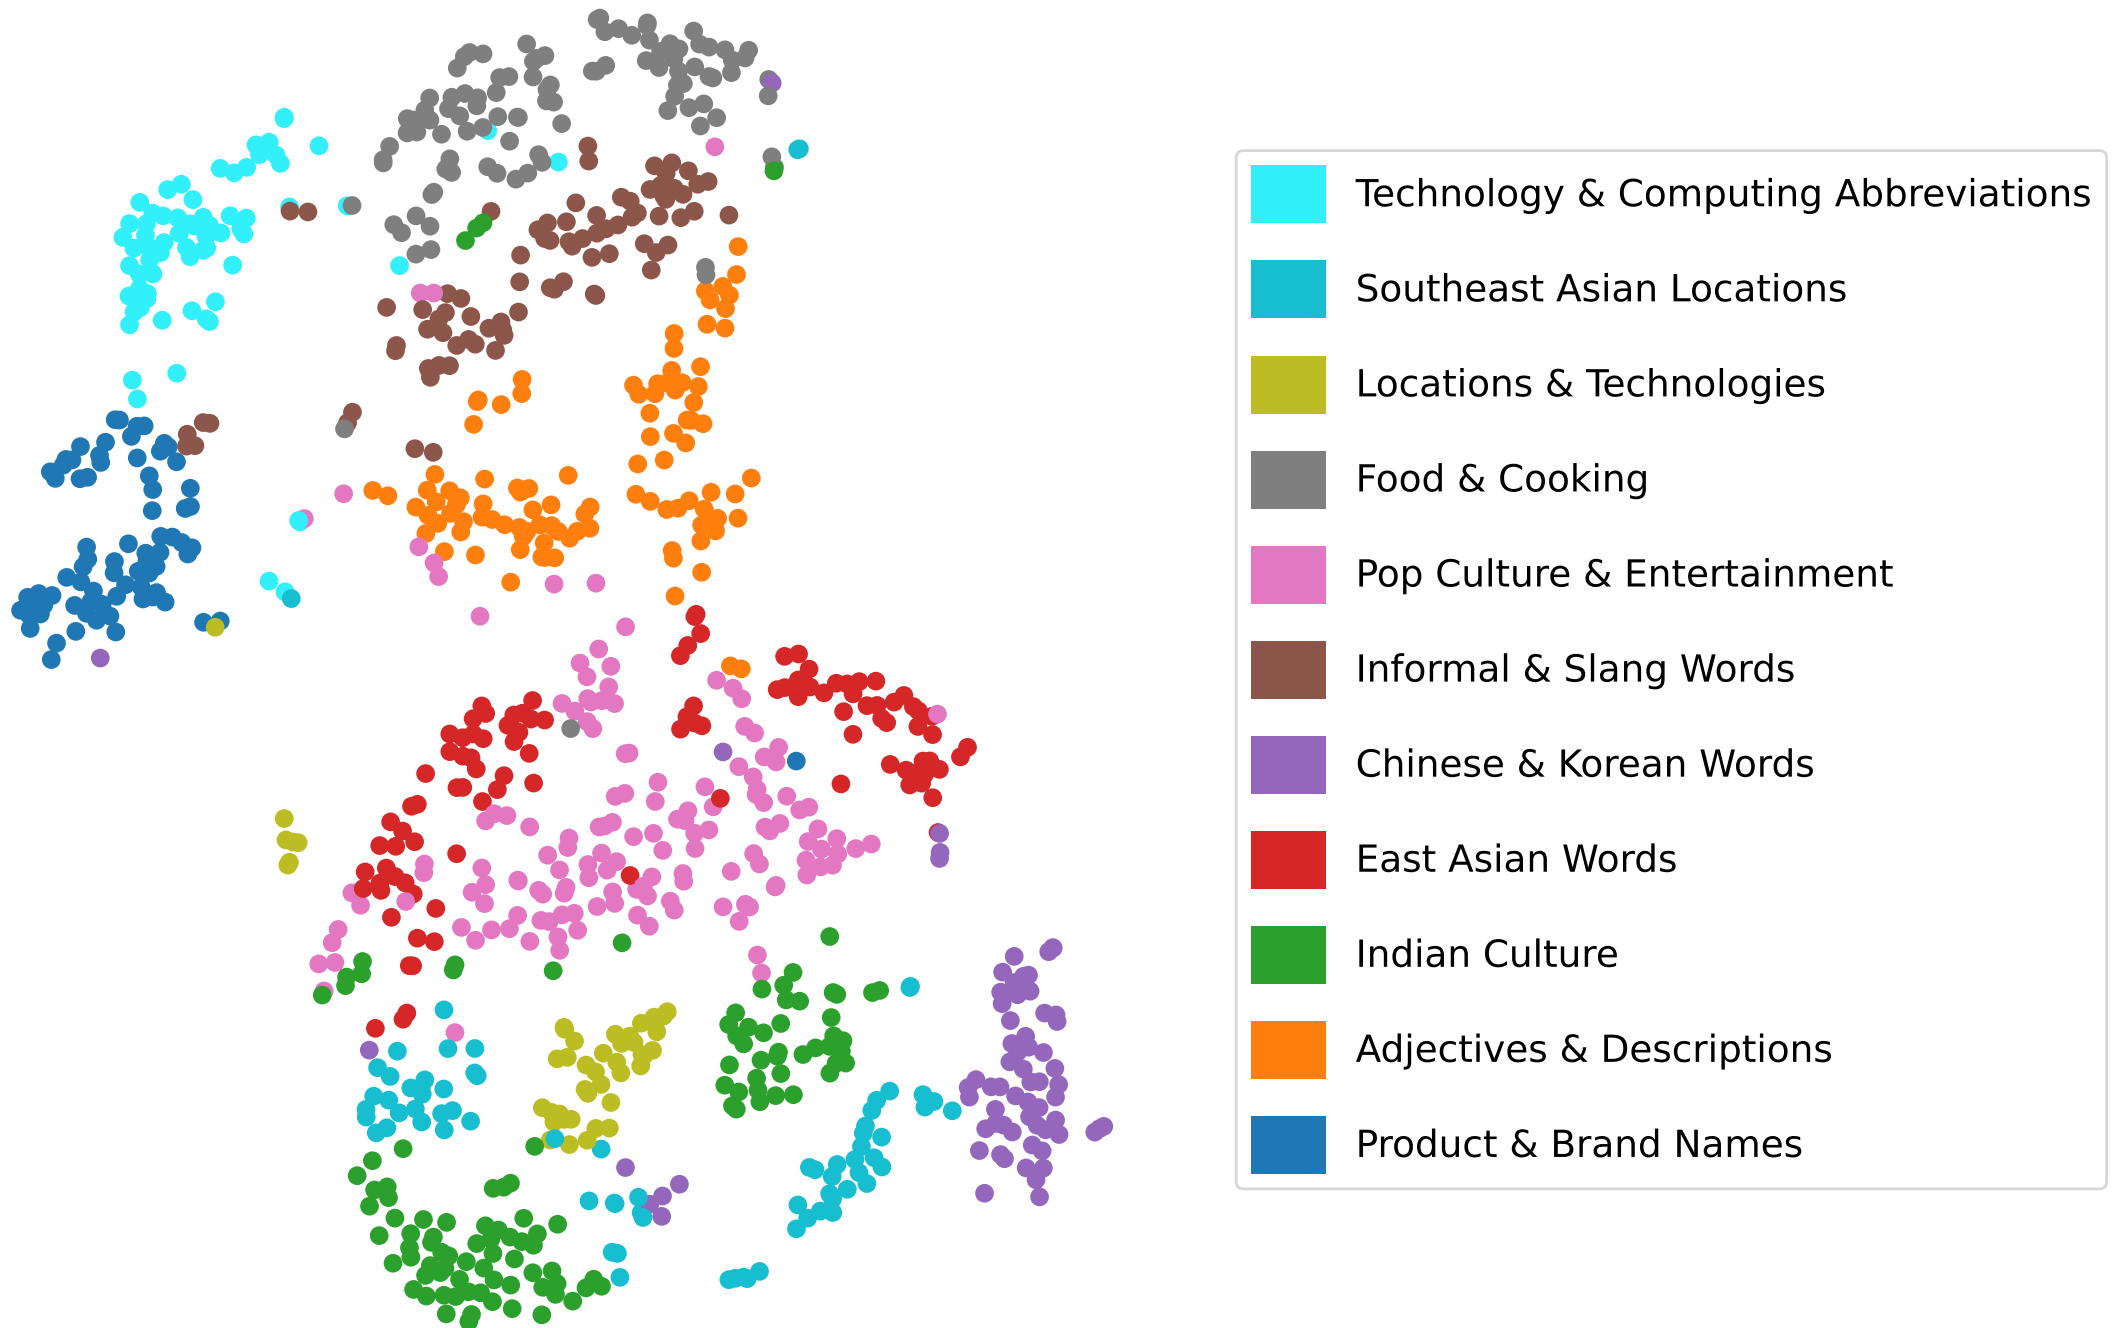 Technology & Computing Abbreviations
Southeast Asian Locations
Locations & Technologies
Food & Cooking
Pop Culture & Entertainment
Informal & Slang Words
Chinese & Korean Words
East Asian Words
Indian Culture
Adjectives & Descriptions
Product & Brand Names